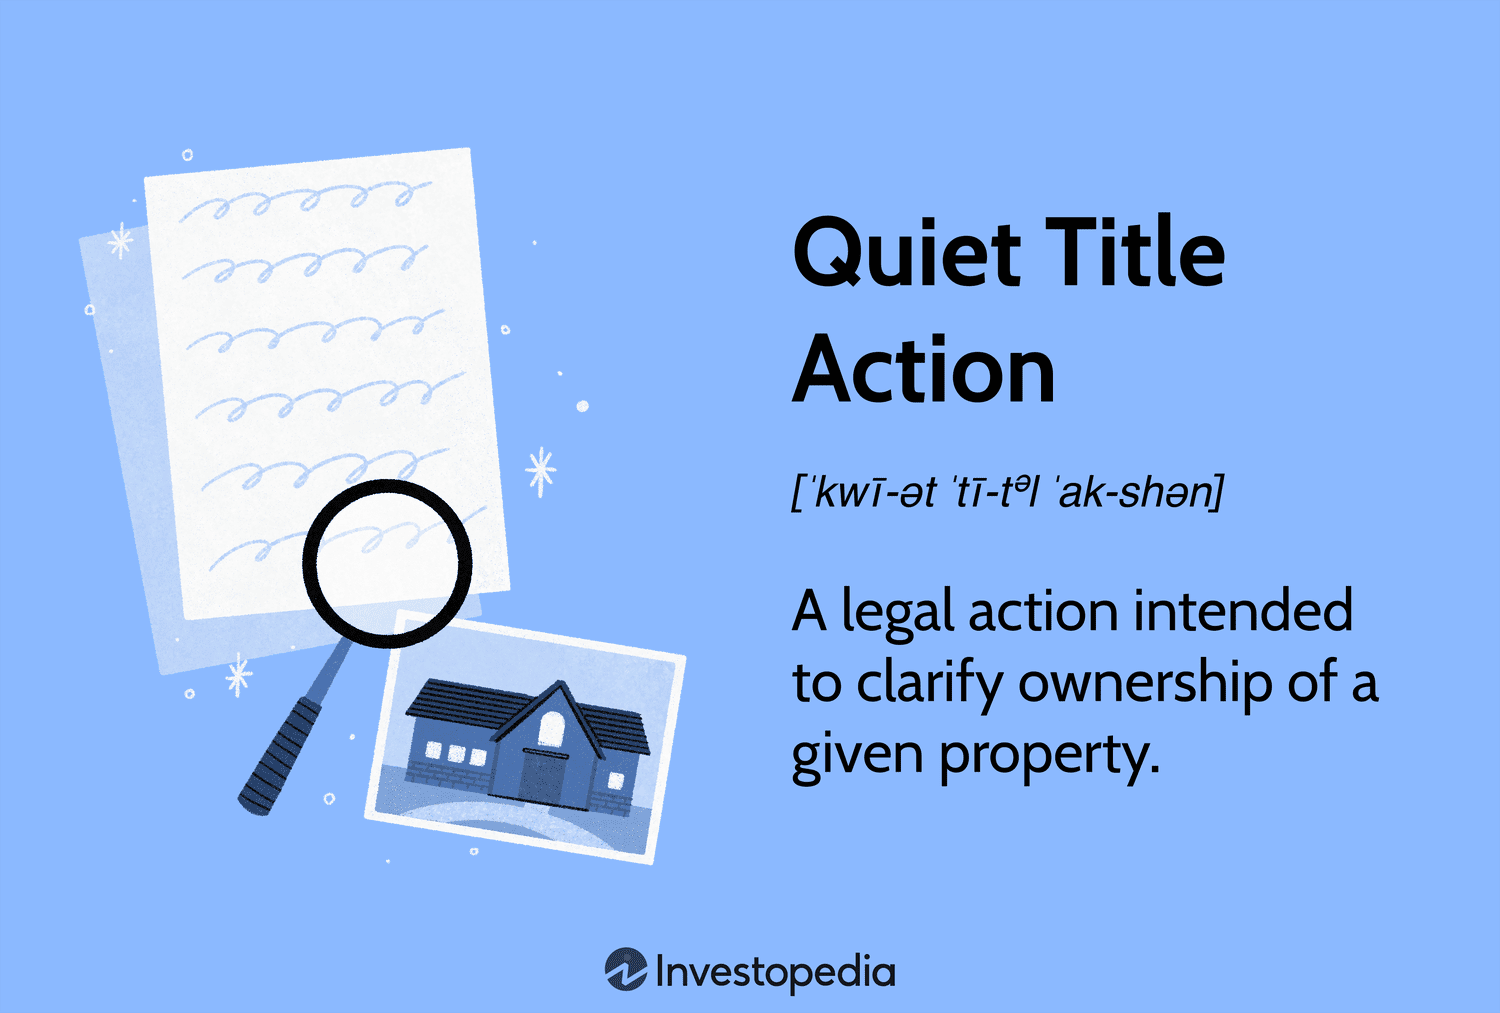 Quiet Title
Action
[ˈkwī-ət ˈtī-tᵊl ˈak-shən]
A legal action intended
to clarify ownership of a
given property.
Investopedia